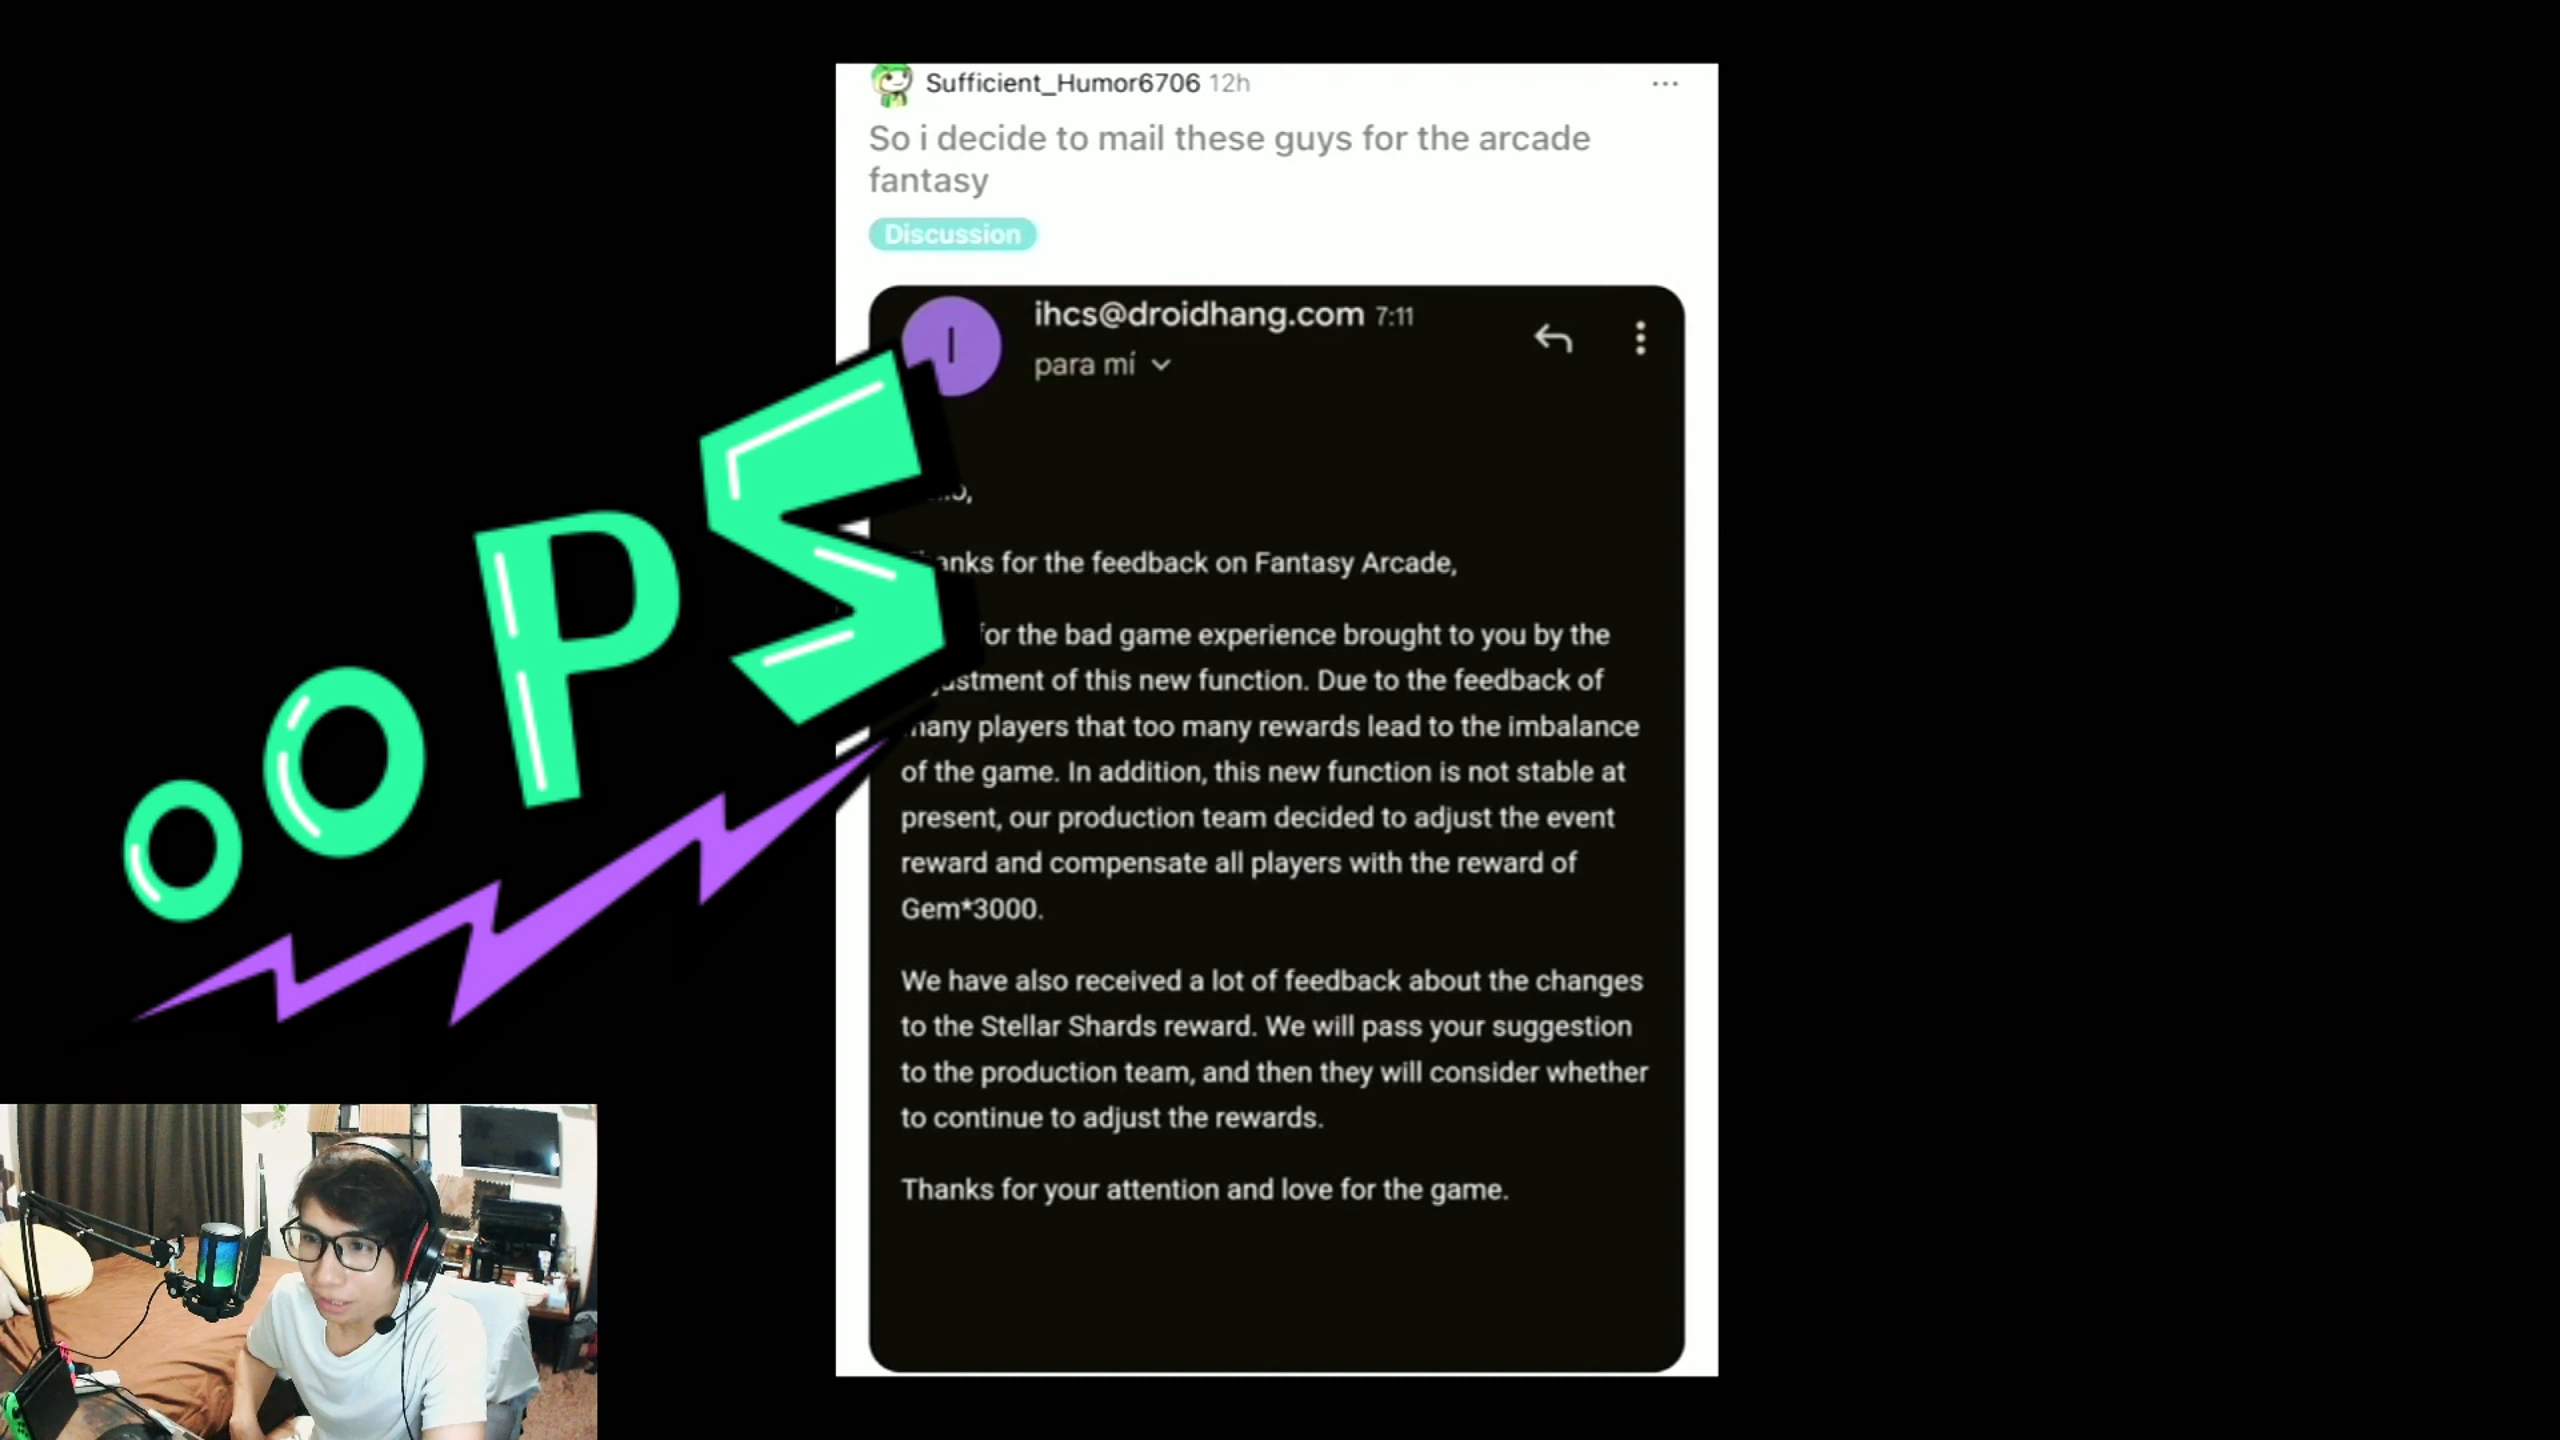 Sufficient_Humor6706 12h
So i decide to mail these guys for the arcade
fantasy
Discussion
I
ihcs@droidhang.com 7:11
para mí
ooPS
for the feedback on Fantasy Arcade,
for the bad game experience brought to you by the
of this new function. Due to the feedback of
many players that too many rewards lead to the imbalance
of the game. In addition, this new function is not stable at
present, our production team decided to adjust the event
reward and compensate all players with the reward of
Gem*3000.
We have also received a lot of feedback about the changes
to the Stellar Shards reward. We will pass your suggestion
to the production team, and then they will consider whether
to continue to adjust the rewards.
Thanks for your attention and love for the game.